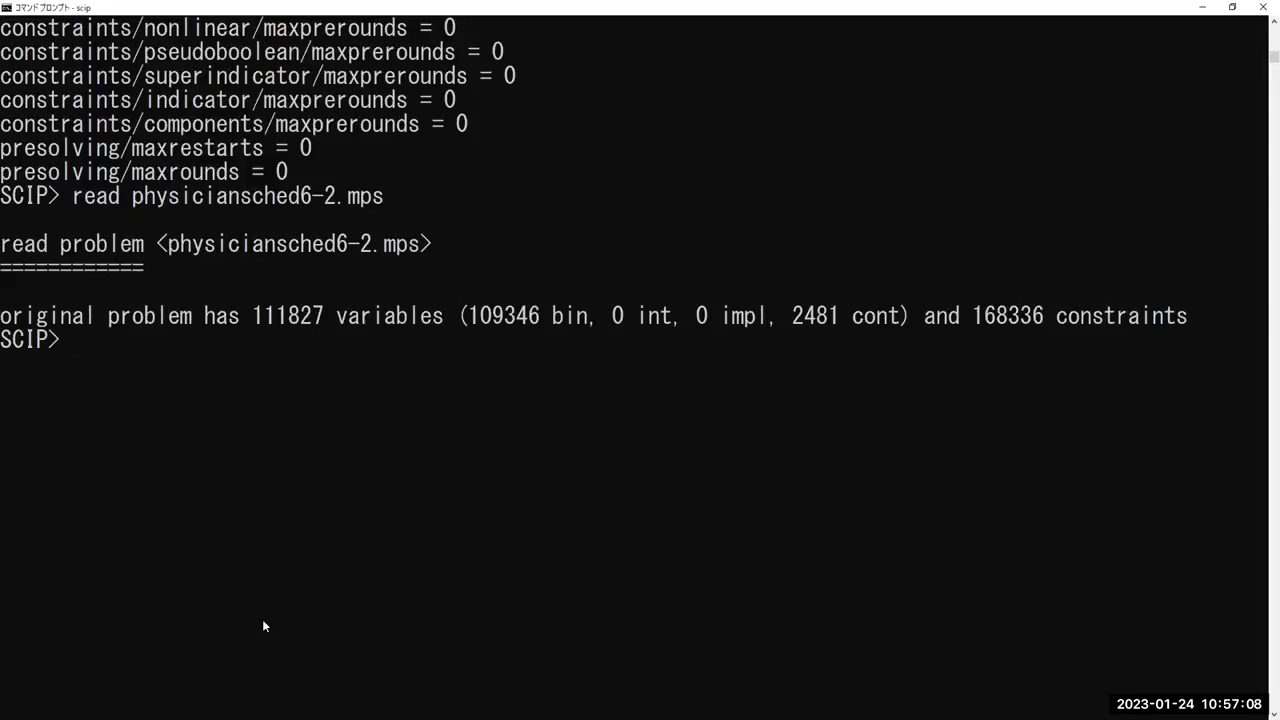 コマンドプロンプト - scip
constraints/nonlinear/maxprerounds = 0
constraints/pseudoboolean/maxprerounds = 0
constraints/superindicator/maxprerounds = 0
constraints/indicator/maxprerounds = 0
constraints/components/maxprerounds = 0
presolving/maxrestarts = 0
presolving/maxrounds = 0
SCIP> read physiciansched6-2.mps
read problem <physiciansched6-2.mps>
============
original problem has 111827 variables (109346 bin, 0 int, 0 impl, 2481 cont) and 168336 constraints
SCIP>
2023-01-24 10:57:08